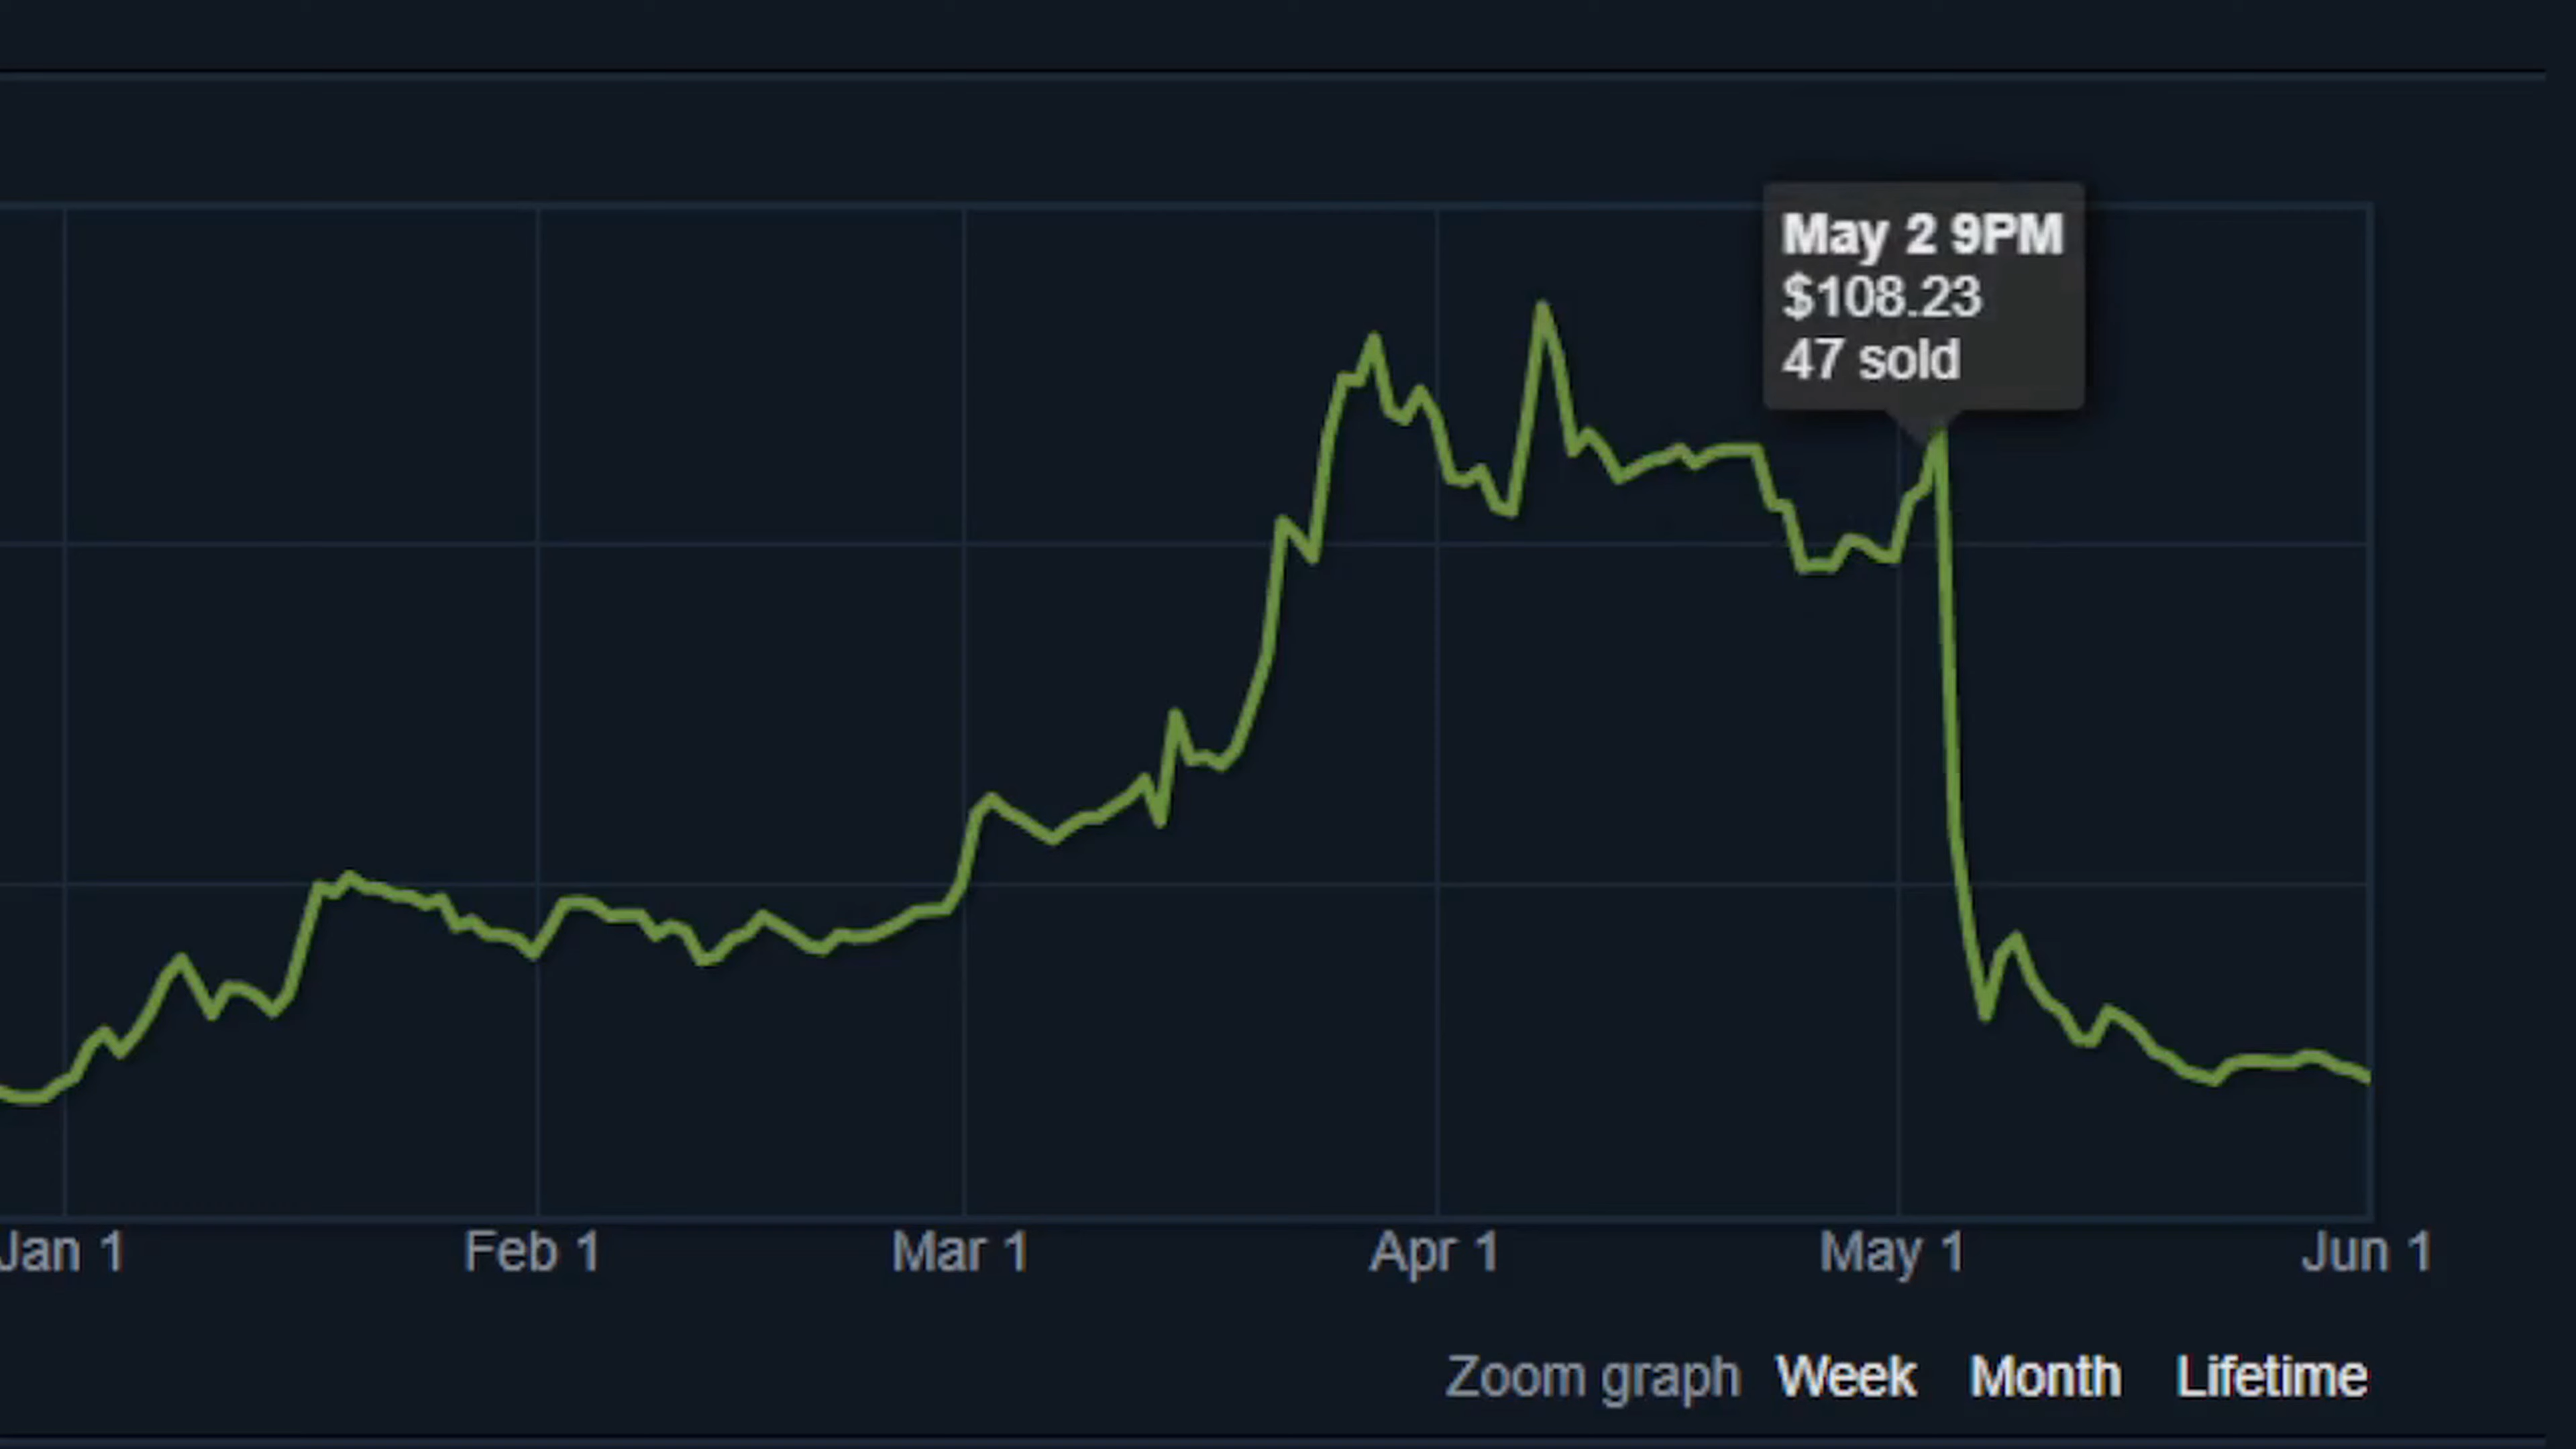 May 2 9PM
$108.23
47 sold
Jan 1 Feb 1 Mar 1 Apr 1 May 1 Jun 1
Zoom graph Week Month Lifetime